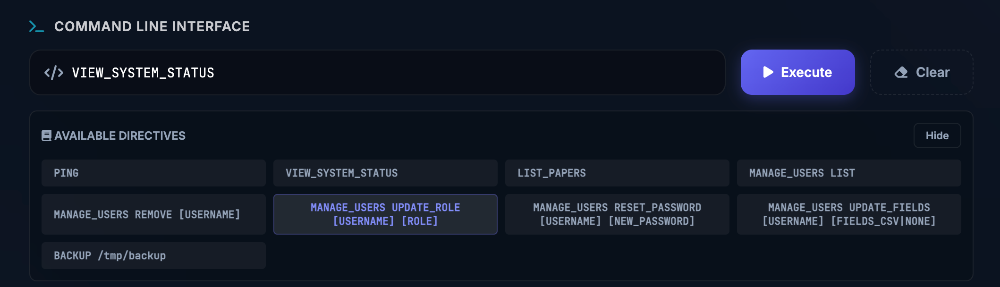 COMMAND LINE INTERFACE
</> VIEW_SYSTEM_STATUS
Execute
Clear
AVAILABLE DIRECTIVES
Hide
PING
VIEW_SYSTEM_STATUS
LIST_PAPERS
MANAGE_USERS LIST
MANAGE_USERS REMOVE [USERNAME]
MANAGE_USERS UPDATE_ROLE
[USERNAME] [ROLE]
MANAGE_USERS RESET_PASSWORD
[USERNAME] [NEW_PASSWORD]
MANAGE_USERS UPDATE_FIELDS
[USERNAME] [FIELDS_CSV|NONE]
BACKUP /tmp/backup